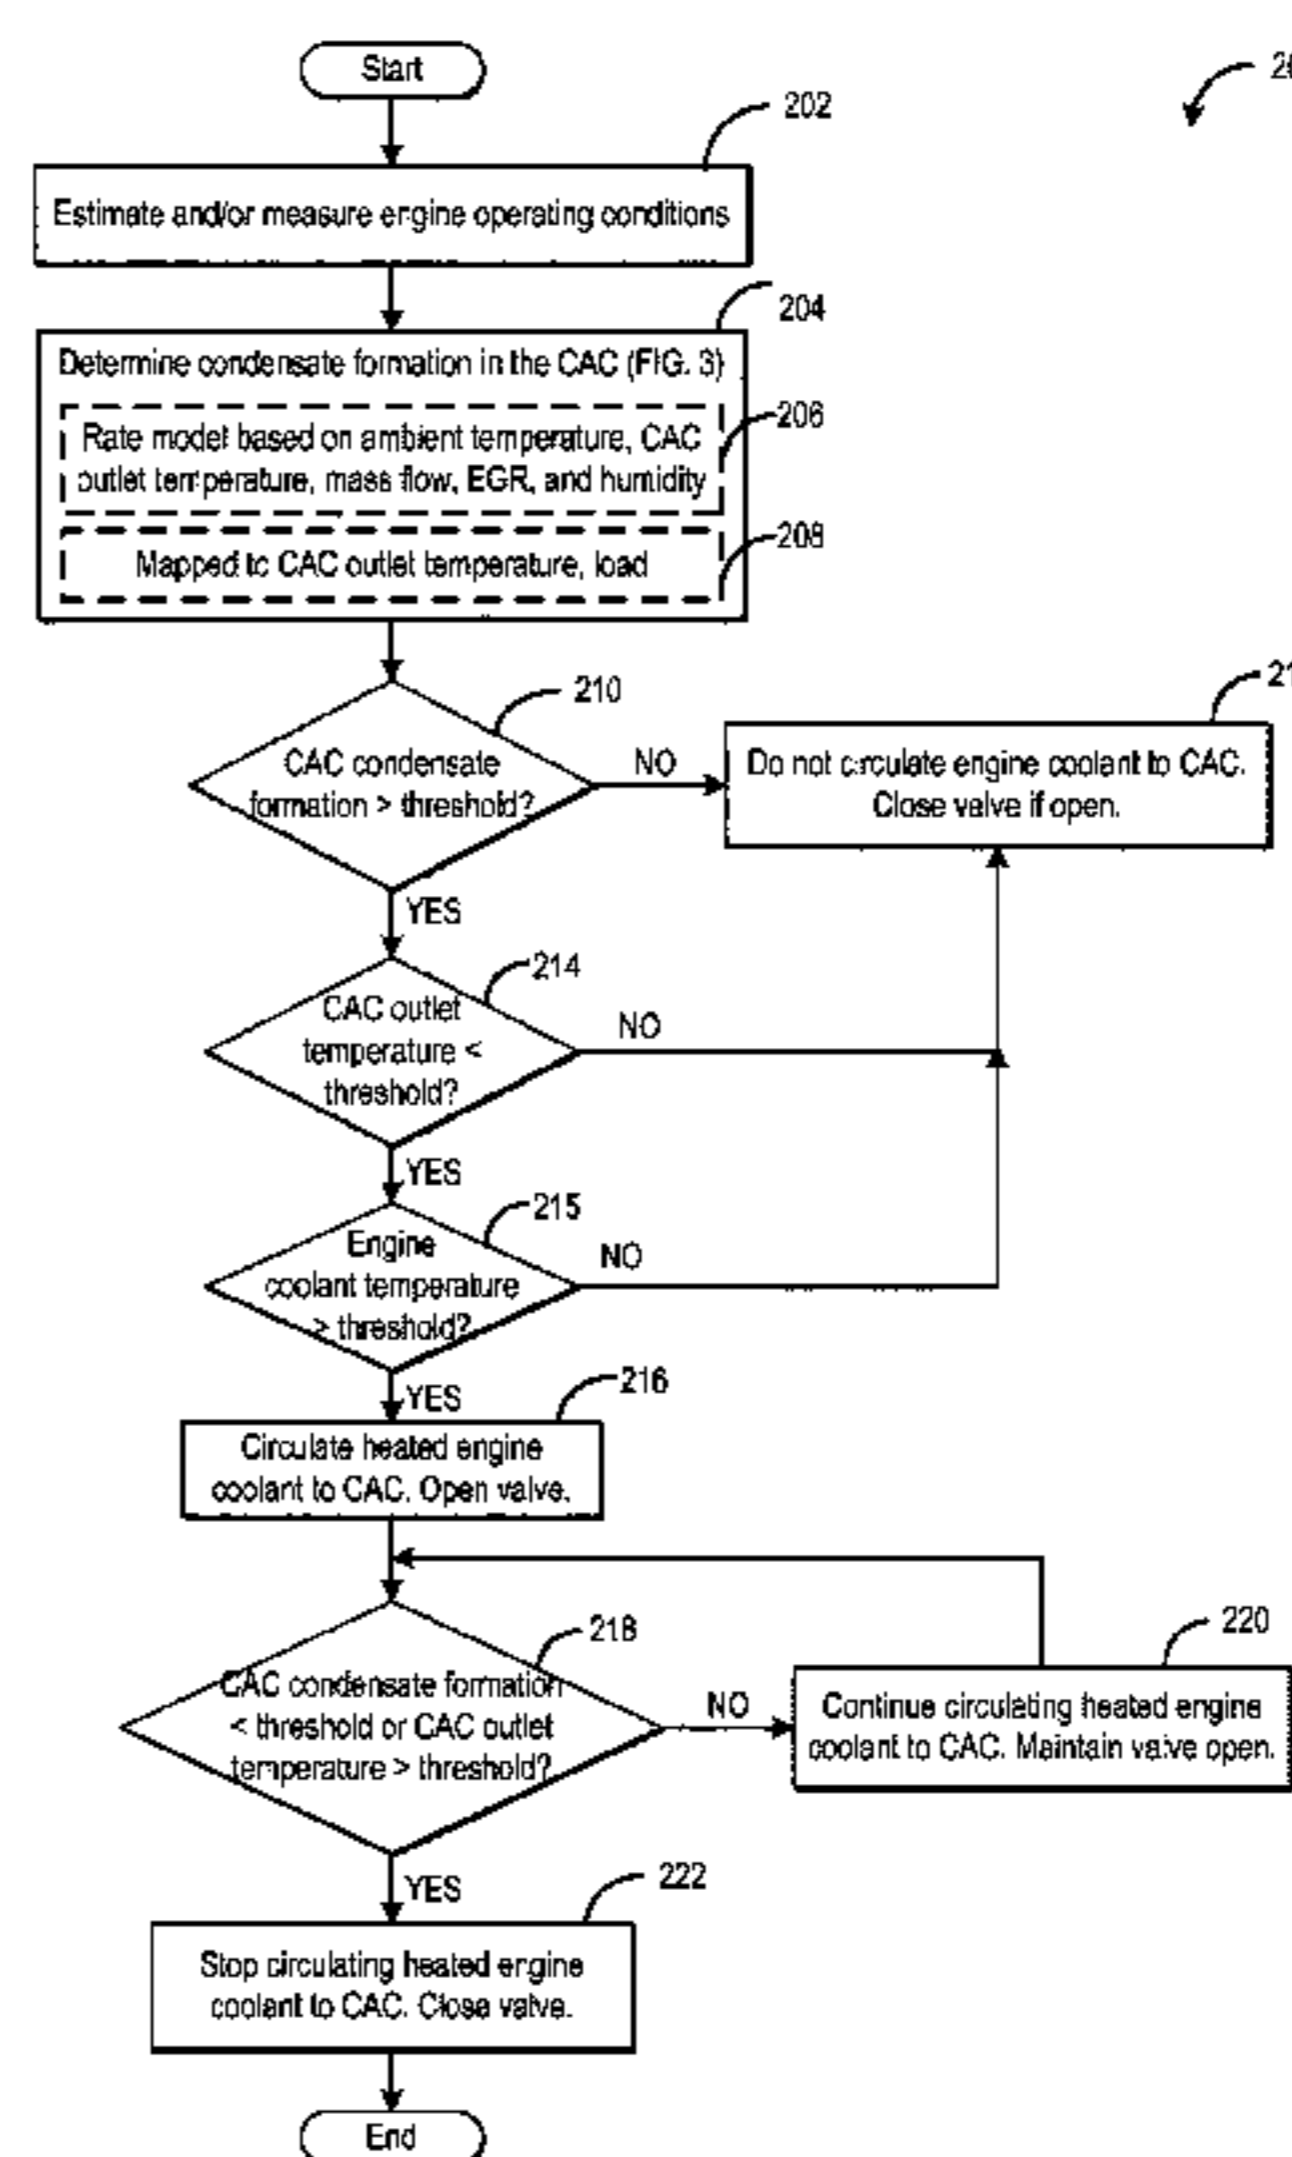 Start
20
202
Estimate and/or measure engine operating conditions
204
Determine condensate formation in the CAC (FIG. 3)
206
Rate model based on ambient temperature, CAC
outlet temperature, mass flow, EGR, and humidity
208
Mapped to CAC outlet temperature, load
210
21
CAC condensate
formation > threshold?
NO
Do not circulate engine coolant to CAC.
Close valve if open.
YES
214
CAC outlet
temperature <
threshold?
NO
YES
215
Engine
coolant temperature
> threshold?
NO
YES
216
Circulate heated engine
coolant to CAC. Open valve.
218
CAC condensate formation
< threshold or CAC outlet
temperature > threshold?
NO
220
Continue circulating heated engine
coolant to CAC. Maintain valve open.
YES
222
Stop circulating heated engine
coolant to CAC. Close valve.
End